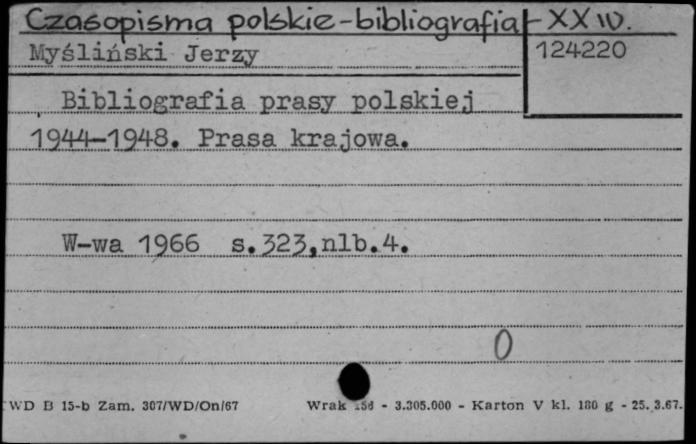 Czasopisma polskie - bibliografia - XX w.
Myśliński Jerzy
124220
Bibliografia prasy polskiej
1944-1948. Prasa krajowa.
W-wa 1966 s.323,nlb.4.
0
WD B 15-b Zam. 307/WD/On/67 Wrak - 3.305.000 - Karton V kl. 180 g - 25.3.67.